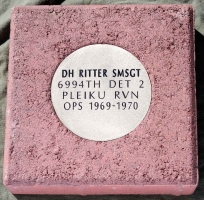 DH RITTER SMSGT
6994TH DET 2
PLEIKU RVN
OPS 1969-1970